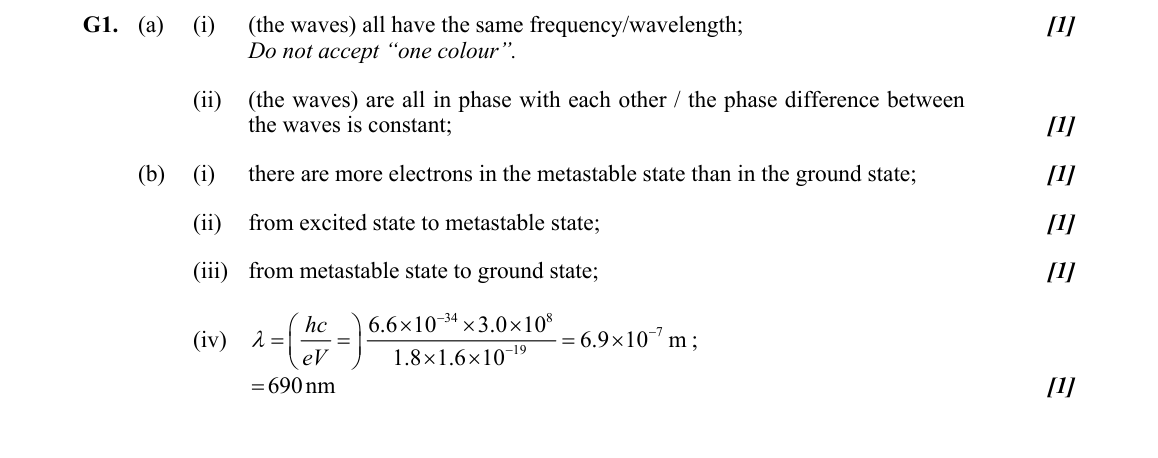 G1. (a) (i) (the waves) all have the same frequency/wavelength; [1]
Do not accept “one colour”.
(ii) (the waves) are all in phase with each other / the phase difference between
the waves is constant; [1]
(b) (i) there are more electrons in the metastable state than in the ground state; [1]
(ii) from excited state to metastable state; [1]
(iii) from metastable state to ground state; [1]
(iv) λ = (hc/eV =) 6.6×10⁻³⁴ ×3.0×10⁸ / 1.8×1.6×10⁻¹⁹ = 6.9×10⁻⁷ m ;
= 690 nm [1]